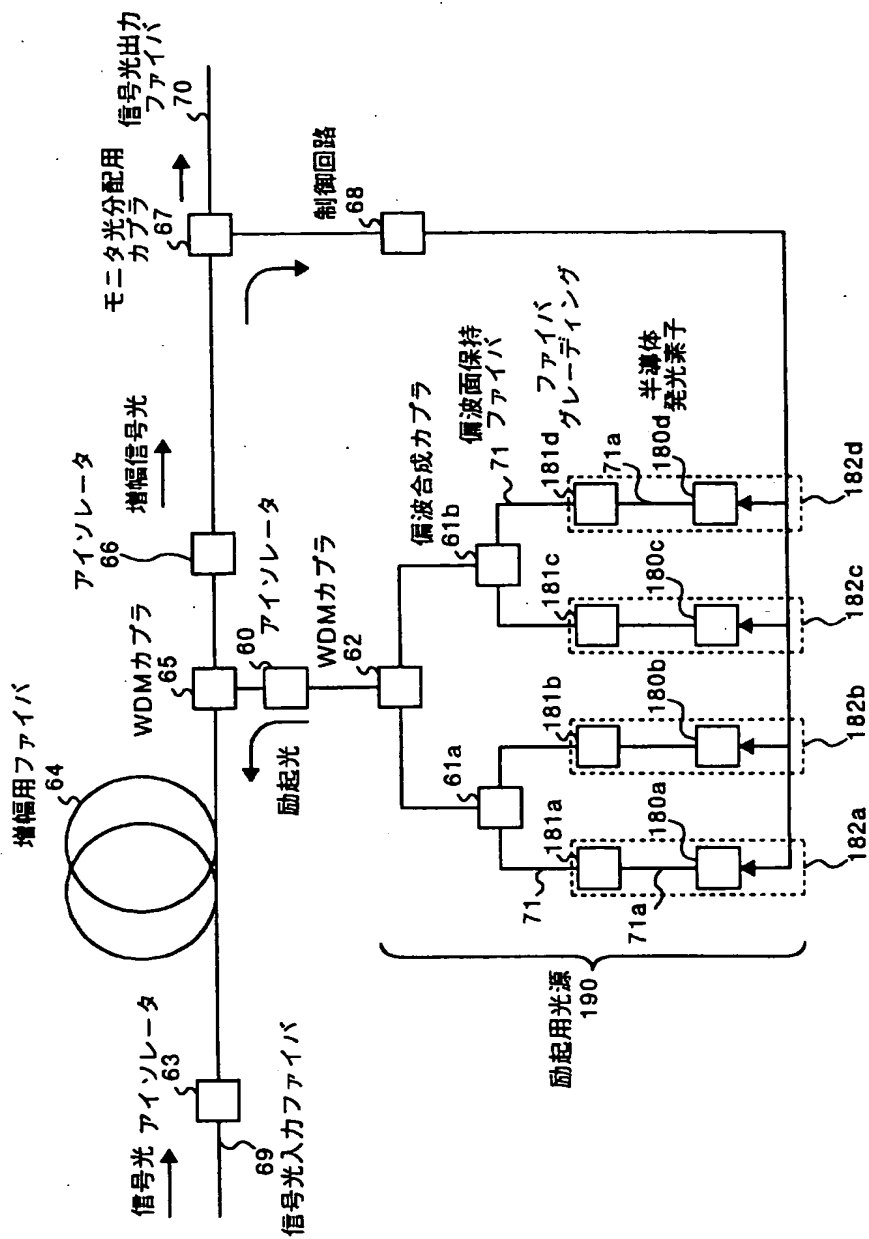 信号光
アイソレータ
63
69
信号光入力ファイバ
増幅用ファイバ
64
WDMカプラ
65
アイソレータ
66
増幅信号光
モニタ光分配用
カプラ
67
信号光出力
ファイバ
70
励起光
60
アイソレータ
WDMカプラ
62
制御回路
68
偏波合成カプラ
61b
61a
偏波面保持
ファイバ
71
ファイバ
グレーディング
半導体
発光素子
71
181a
181b
181c
181d
71a
71a
180a
180b
180c
180d
182a
182b
182c
182d
励起用光源
190